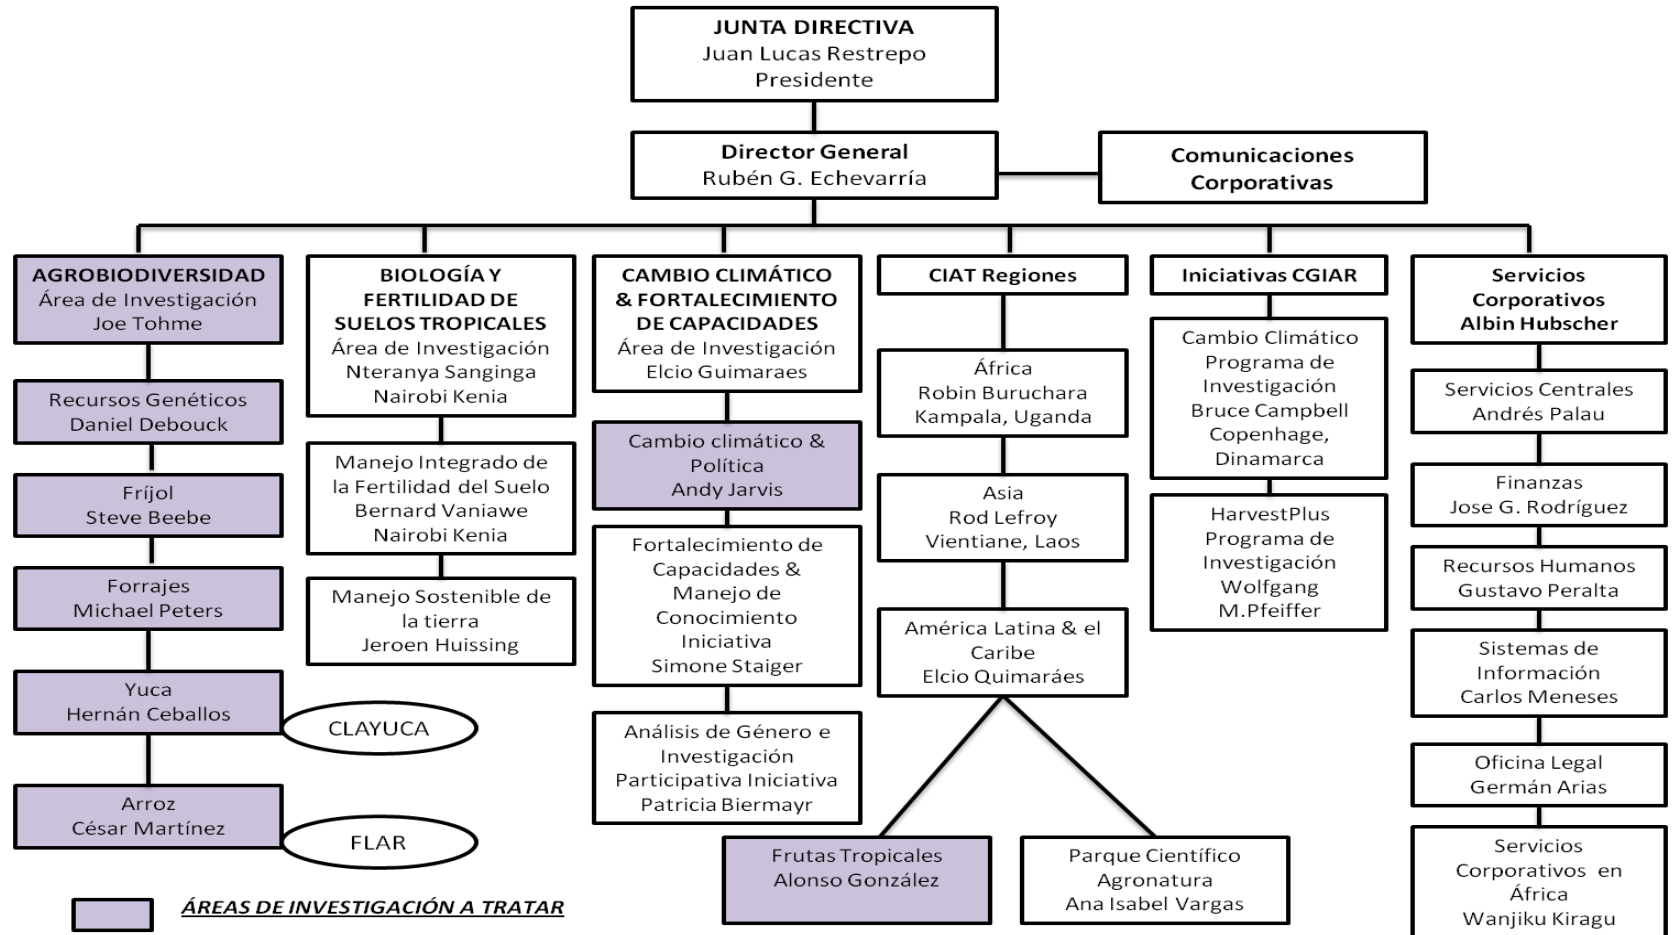 JUNTA DIRECTIVA
Juan Lucas Restrepo
Presidente
Director General
Rubén G. Echevarría
Comunicaciones
Corporativas
AGROBIODIVERSIDAD
Área de Investigación
Joe Tohme
Recursos Genéticos
Daniel Debouck
Fríjol
Steve Beebe
Forrajes
Michael Peters
Yuca
Hernán Ceballos
CLAYUCA
Arroz
César Martínez
FLAR
BIOLOGÍA Y
FERTILIDAD DE
SUELOS TROPICALES
Área de Investigación
Nteranya Sanginga
Nairobi Kenia
Manejo Integrado de
la Fertilidad del Suelo
Bernard Vaniawe
Nairobi Kenia
Manejo Sostenible de
la tierra
Jeroen Huissing
CAMBIO CLIMÁTICO
& FORTALECIMIENTO
DE CAPACIDADES
Área de Investigación
Elcio Guimaraes
Cambio climático &
Política
Andy Jarvis
Fortalecimiento de
Capacidades &
Manejo de
Conocimiento
Iniciativa
Simone Staiger
Análisis de Género e
Investigación
Participativa Iniciativa
Patricia Biermayr
CIAT Regiones
África
Robin Buruchara
Kampala, Uganda
Asia
Rod Lefroy
Vientiane, Laos
América Latina & el
Caribe
Elcio Quimaráes
Frutas Tropicales
Alonso González
Parque Científico
Agronatura
Ana Isabel Vargas
Iniciativas CGIAR
Cambio Climático
Programa de
Investigación
Bruce Campbell
Copenhage,
Dinamarca
HarvestPlus
Programa de
Investigación
Wolfgang
M.Pfeiffer
Servicios
Corporativos
Albin Hubscher
Servicios Centrales
Andrés Palau
Finanzas
Jose G. Rodríguez
Recursos Humanos
Gustavo Peralta
Sistemas de
Información
Carlos Meneses
Oficina Legal
Germán Arias
Servicios
Corporativos en
África
Wanjiku Kiragu
ÁREAS DE INVESTIGACIÓN A TRATAR